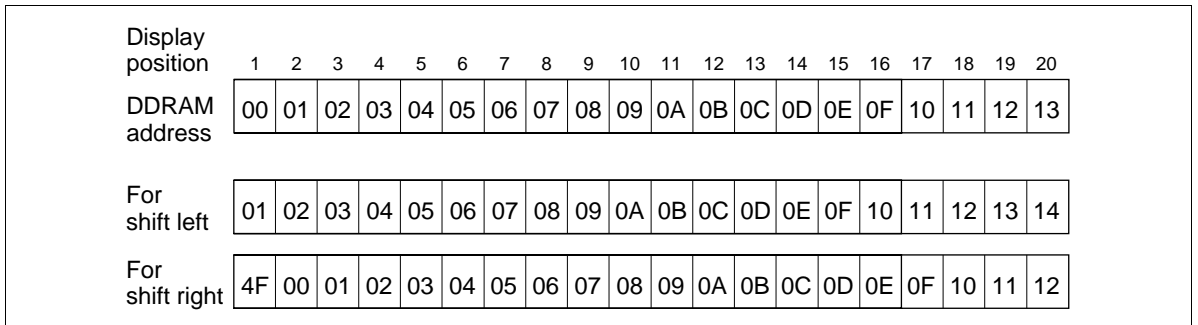 Display
position 1 2 3 4 5 6 7 8 9 10 11 12 13 14 15 16 17 18 19 20
DDRAM
address 00 01 02 03 04 05 06 07 08 09 0A 0B 0C 0D 0E 0F 10 11 12 13
For
shift left 01 02 03 04 05 06 07 08 09 0A 0B 0C 0D 0E 0F 10 11 12 13 14
For
shift right 4F 00 01 02 03 04 05 06 07 08 09 0A 0B 0C 0D 0E 0F 10 11 12